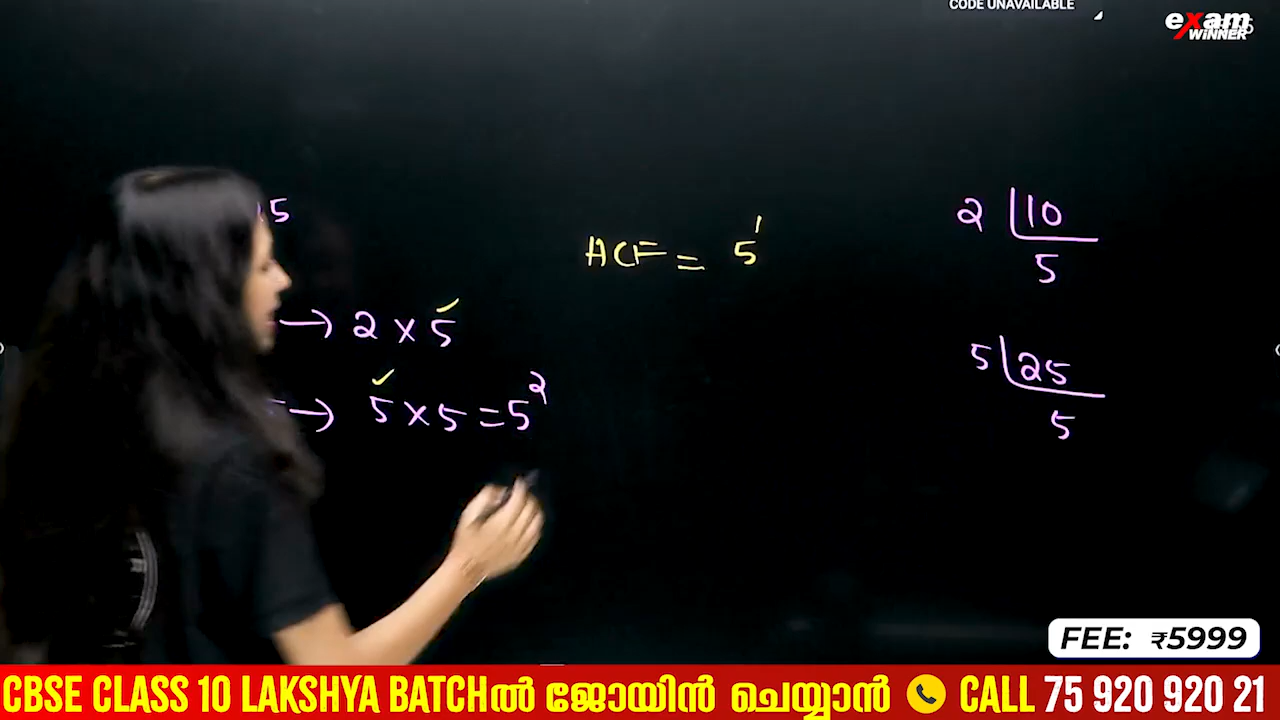 CODE UNAVAILABLE
exam
WINNER
5
HCF = 5¹
2 10
5
→ 2 × 5
→ 5 × 5 = 5²
5 25
5
FEE: ₹5999
CBSE CLASS 10 LAKSHYA BATCHൽ ജോയിൻ ചെയ്യാൻ CALL 75 920 920 21